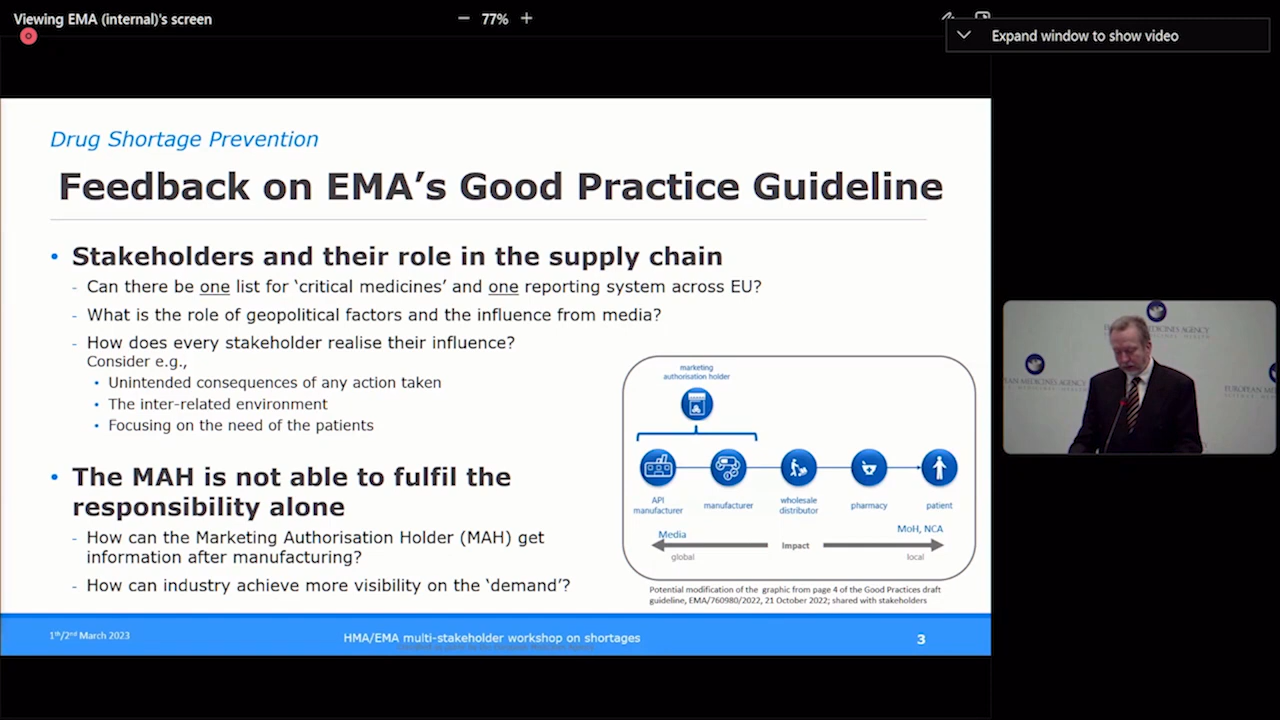 Viewing EMA (internal)'s screen
77%
Expand window to show video
Drug Shortage Prevention
Feedback on EMA's Good Practice Guideline
• Stakeholders and their role in the supply chain
- Can there be one list for 'critical medicines' and one reporting system across EU?
- What is the role of geopolitical factors and the influence from media?
- How does every stakeholder realise their influence?
Consider e.g.,
• Unintended consequences of any action taken
• The inter-related environment
• Focusing on the need of the patients
• The MAH is not able to fulfil the
responsibility alone
- How can the Marketing Authorisation Holder (MAH) get
information after manufacturing?
- How can industry achieve more visibility on the 'demand'?
marketing
authorisation holder
API
manufacturer
manufacturer
wholesale
distributor
pharmacy
patient
Media
MoH, NCA
Impact
global
local
Potential modification of the graphic from page 4 of the Good Practices draft
guideline, EMA/760980/2022, 21 October 2022; shared with stakeholders
1th/2nd March 2023
HMA/EMA multi-stakeholder workshop on shortages
3
MEDICINES AGENCY
AN MEDICINES AGENCY
EUROPEAN MEDIC